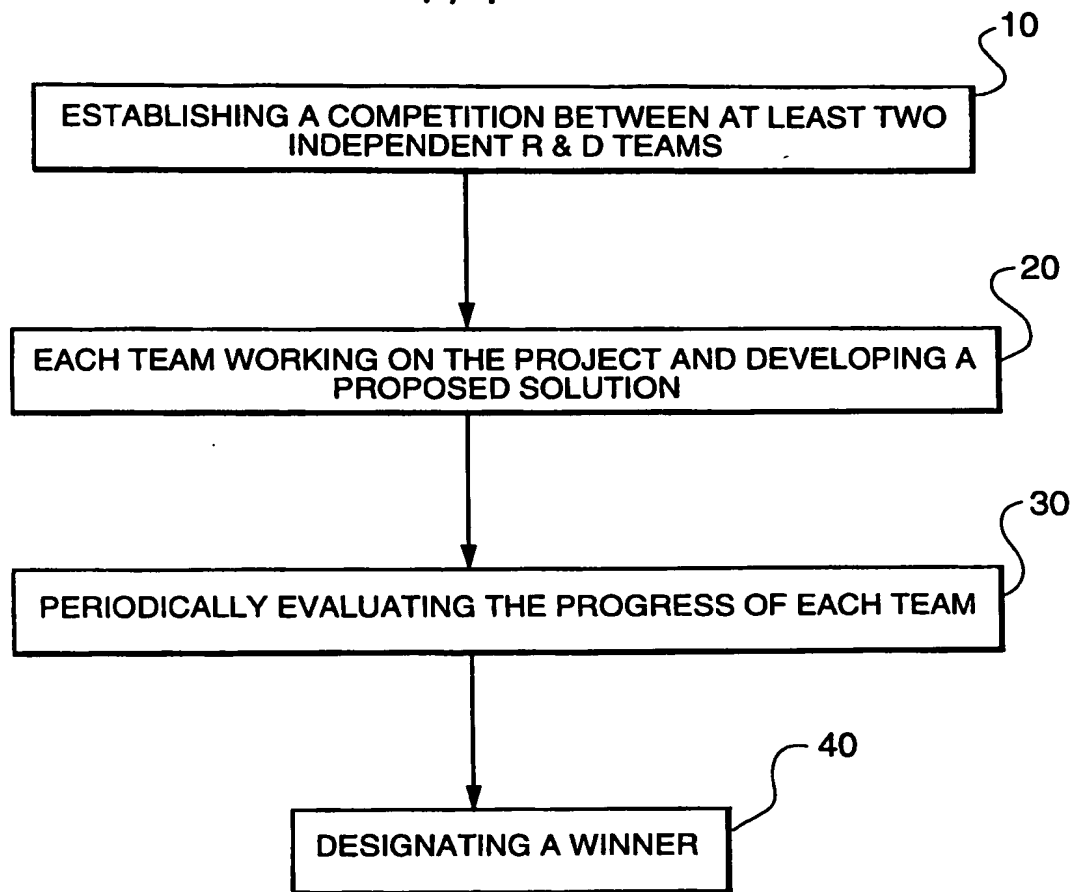 10
ESTABLISHING A COMPETITION BETWEEN AT LEAST TWO
INDEPENDENT R & D TEAMS
20
EACH TEAM WORKING ON THE PROJECT AND DEVELOPING A
PROPOSED SOLUTION
30
PERIODICALLY EVALUATING THE PROGRESS OF EACH TEAM
40
DESIGNATING A WINNER